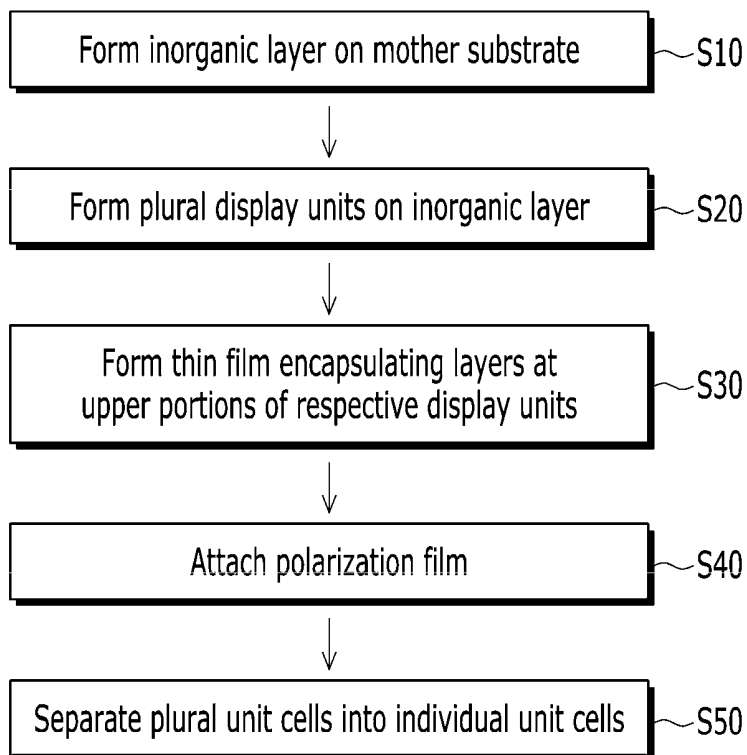 Form inorganic layer on mother substrate
S10
Form plural display units on inorganic layer
S20
Form thin film encapsulating layers at
upper portions of respective display units
S30
Attach polarization film
S40
Separate plural unit cells into individual unit cells
S50